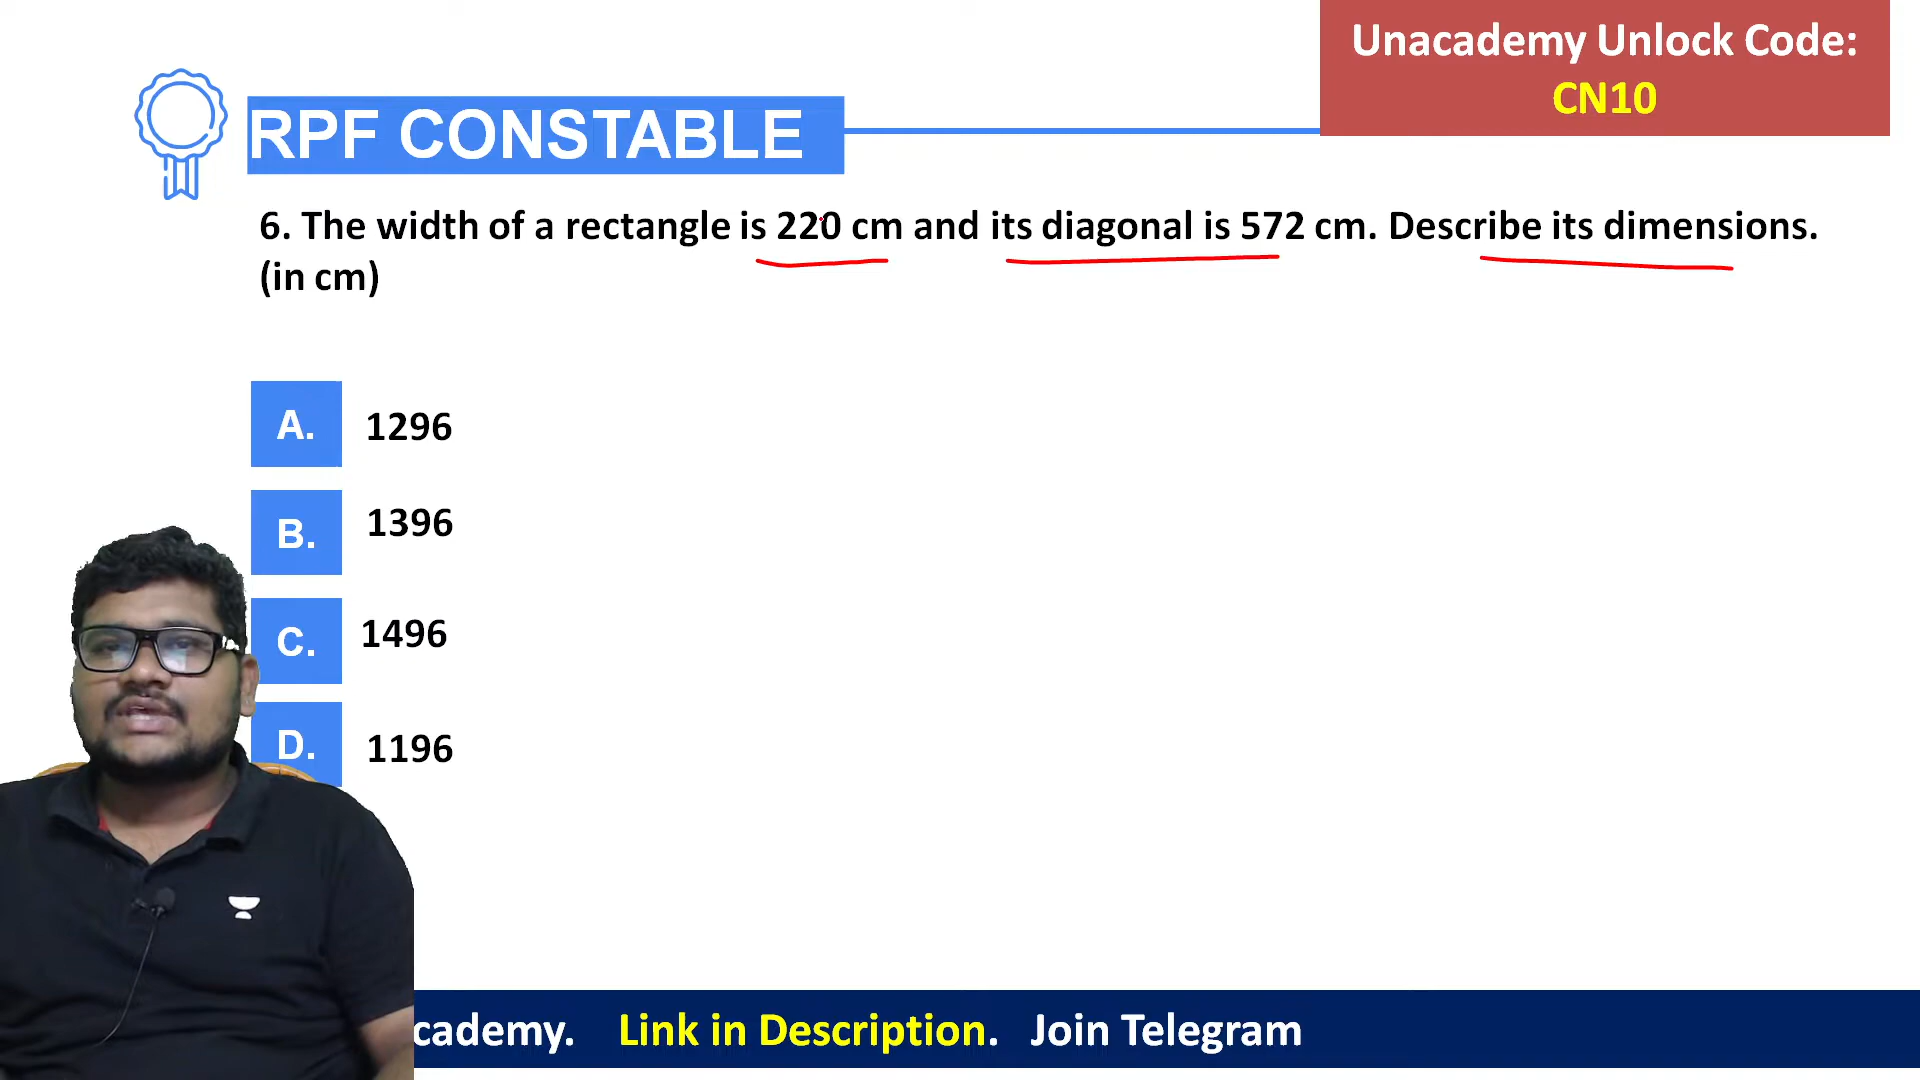 Unacademy Unlock Code:
CN10
RPF CONSTABLE
6. The width of a rectangle is 220 cm and its diagonal is 572 cm. Describe its dimensions.
(in cm)
A. 1296
B. 1396
C. 1496
D. 1196
cademy. Link in Description. Join Telegram